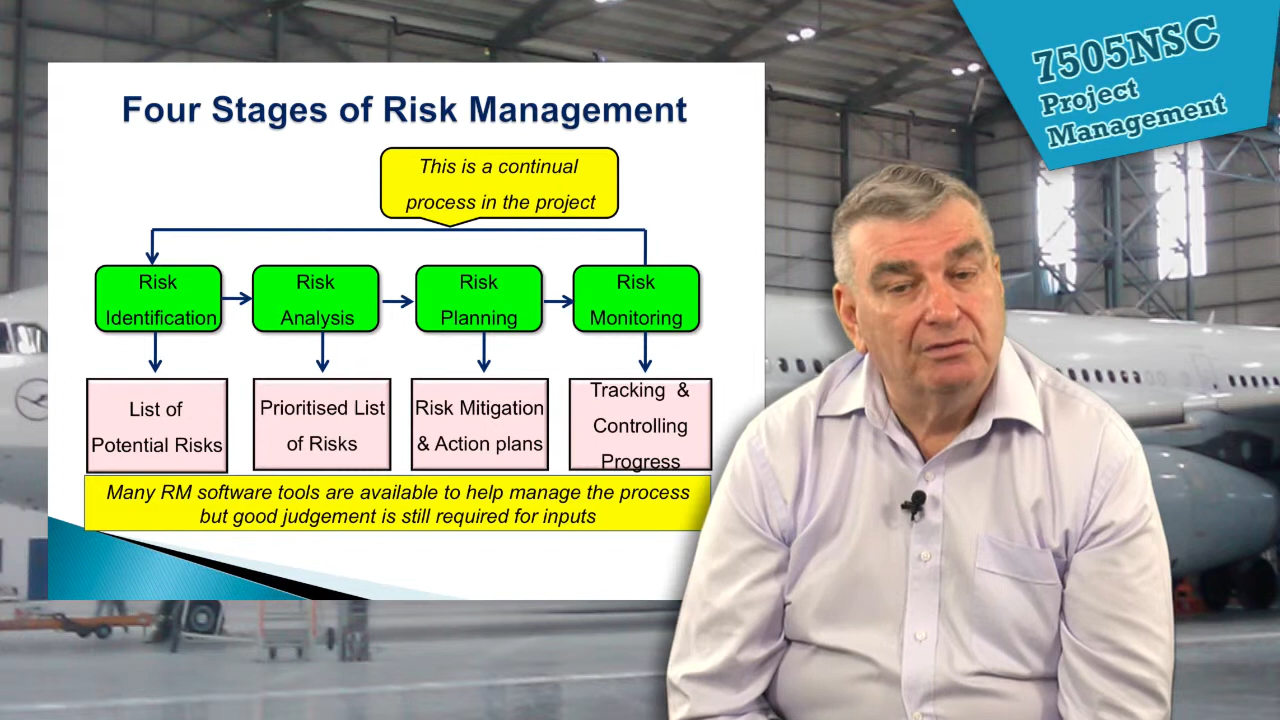 7505NSC
Project
Management
Four Stages of Risk Management
This is a continual
process in the project
Risk
Identification
Risk
Analysis
Risk
Planning
Risk
Monitoring
List of
Potential Risks
Prioritised List
of Risks
Risk Mitigation
& Action plans
Tracking &
Controlling
Progress
Many RM software tools are available to help manage the process
but good judgement is still required for inputs